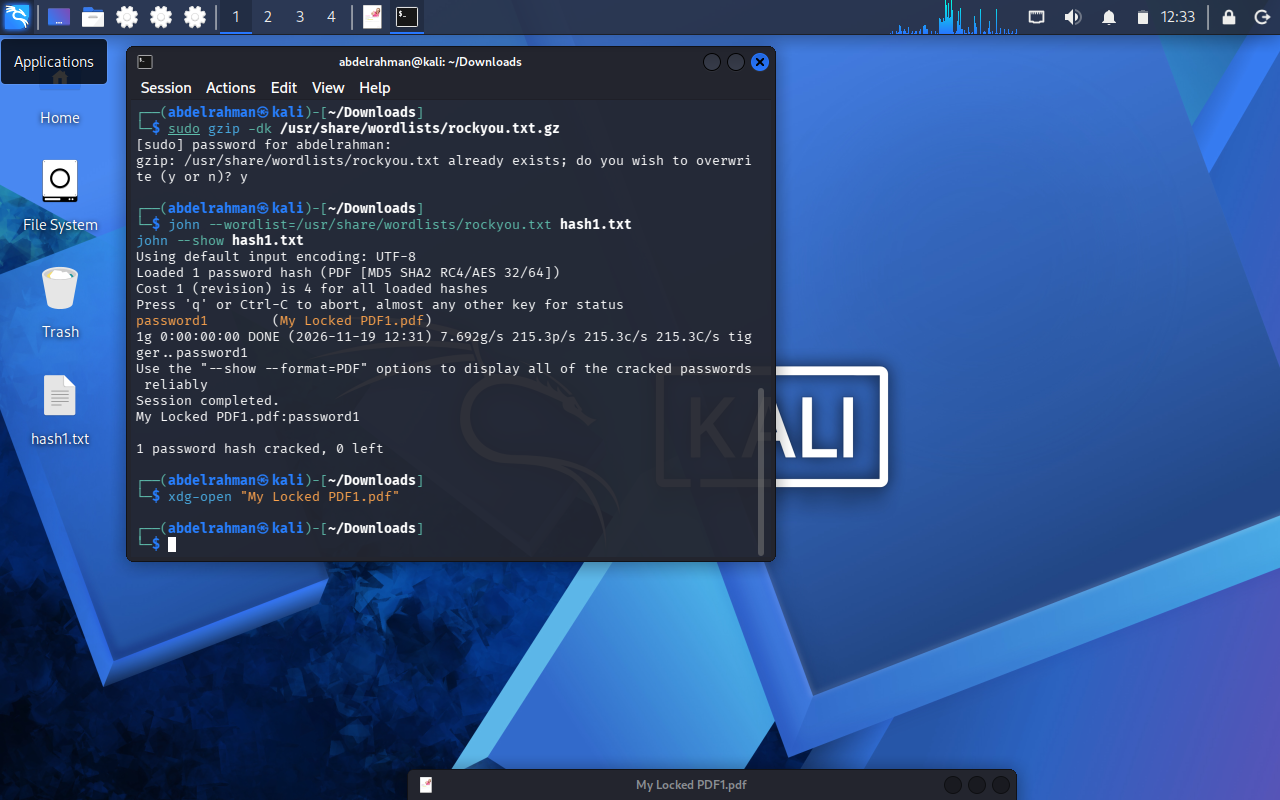 1 2 3 4
12:33
Applications
Home
File System
Trash
hash1.txt
abdelrahman@kali: ~/Downloads
Session Actions Edit View Help
┌──(abdelrahman㉿kali)-[~/Downloads]
└─$ sudo gzip -dk /usr/share/wordlists/rockyou.txt.gz
[sudo] password for abdelrahman:
gzip: /usr/share/wordlists/rockyou.txt already exists; do you wish to overwri
te (y or n)? y
┌──(abdelrahman㉿kali)-[~/Downloads]
└─$ john --wordlist=/usr/share/wordlists/rockyou.txt hash1.txt
john --show hash1.txt
Using default input encoding: UTF-8
Loaded 1 password hash (PDF [MD5 SHA2 RC4/AES 32/64])
Cost 1 (revision) is 4 for all loaded hashes
Press 'q' or Ctrl-C to abort, almost any other key for status
password1        (My Locked PDF1.pdf)
1g 0:00:00:00 DONE (2026-11-19 12:31) 7.692g/s 215.3p/s 215.3c/s 215.3C/s tig
ger..password1
Use the "--show --format=PDF" options to display all of the cracked passwords
 reliably
Session completed.
My Locked PDF1.pdf:password1
1 password hash cracked, 0 left
┌──(abdelrahman㉿kali)-[~/Downloads]
└─$ xdg-open "My Locked PDF1.pdf"
┌──(abdelrahman㉿kali)-[~/Downloads]
└─$
KALI
My Locked PDF1.pdf